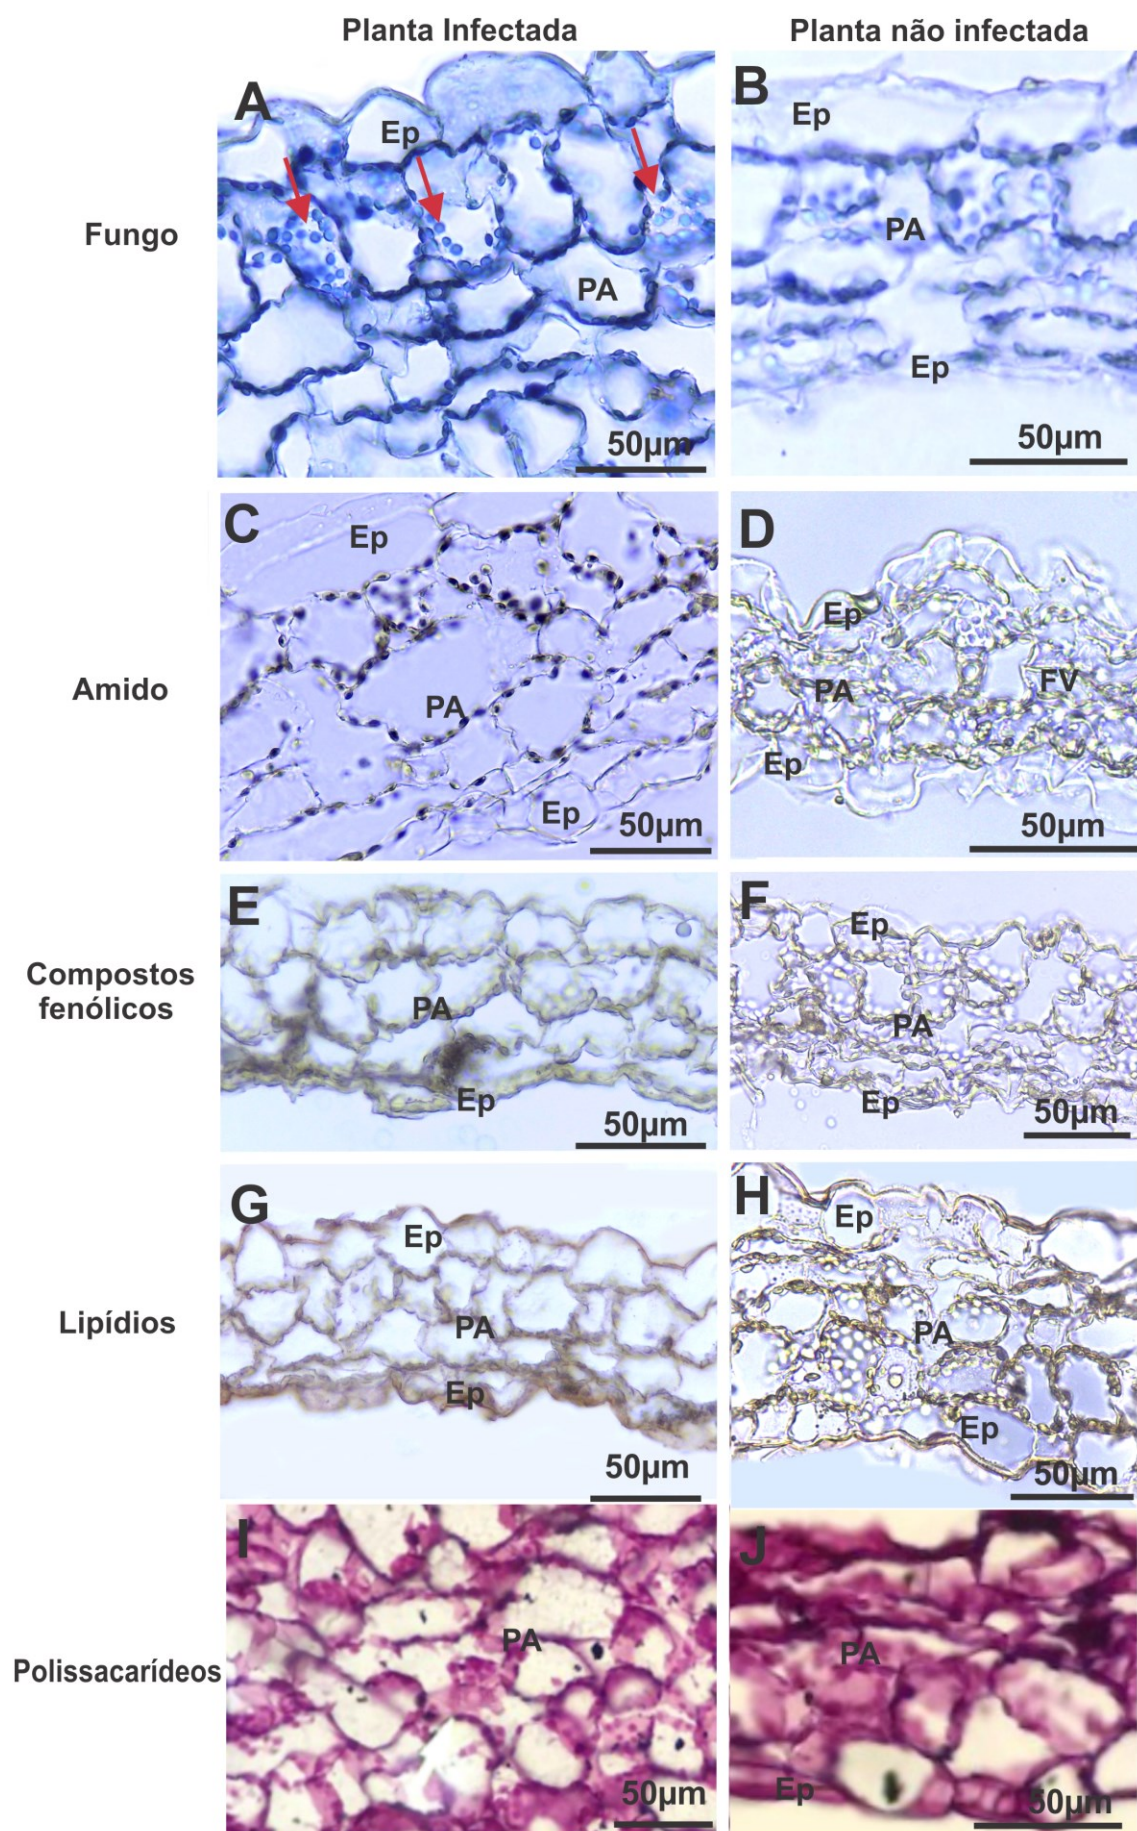 Planta Infectada
Planta não infectada
Fungo
A
Ep
PA
50µm
B
Ep
PA
Ep
50µm
Amido
C
Ep
PA
Ep
50µm
D
Ep
PA
FV
Ep
50µm
Compostos
fenólicos
E
PA
Ep
50µm
F
Ep
PA
Ep
50µm
Lipídios
G
Ep
PA
Ep
50µm
H
Ep
PA
Ep
50µm
Polissacarídeos
I
PA
50µm
J
PA
Ep
50µm